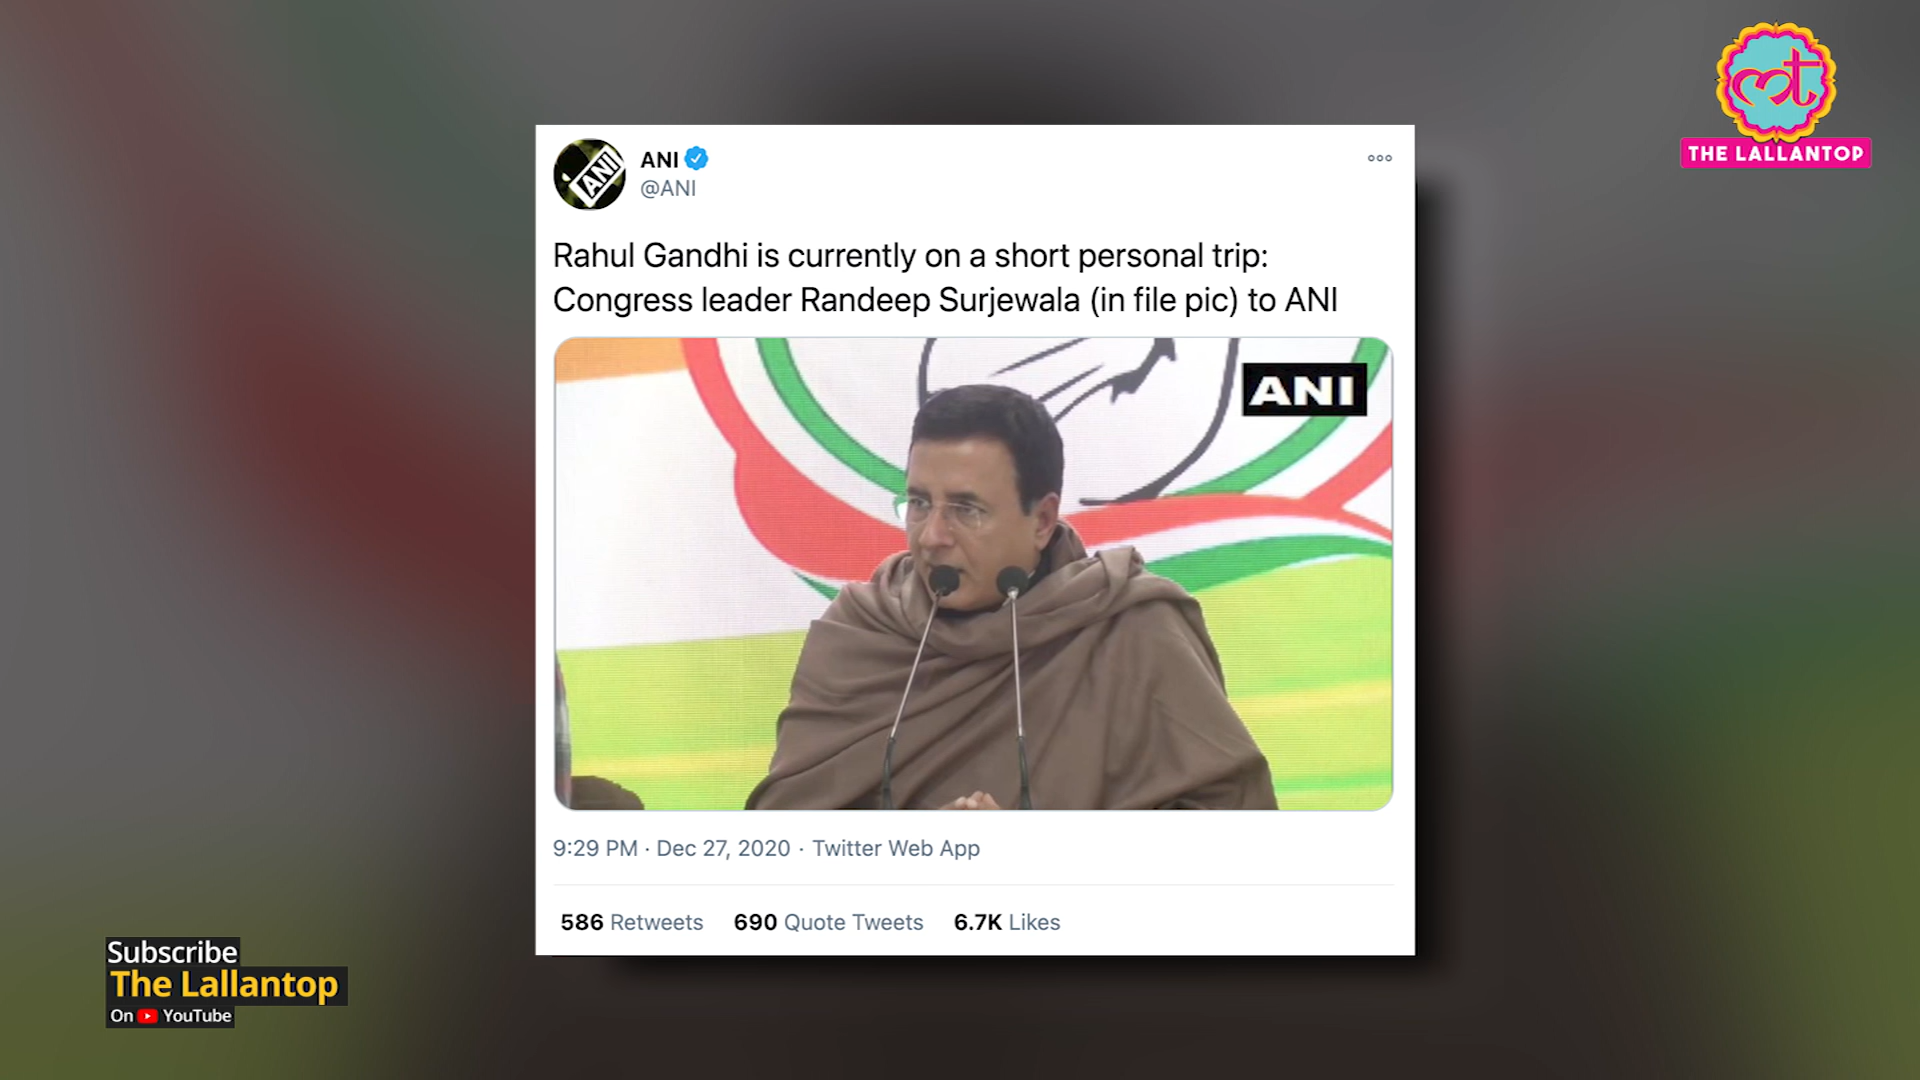 THE LALLANTOP
ANI
ANI
@ANI
Rahul Gandhi is currently on a short personal trip:
Congress leader Randeep Surjewala (in file pic) to ANI
ANI
9:29 PM · Dec 27, 2020 · Twitter Web App
586 Retweets 690 Quote Tweets 6.7K Likes
Subscribe
The Lallantop
On YouTube